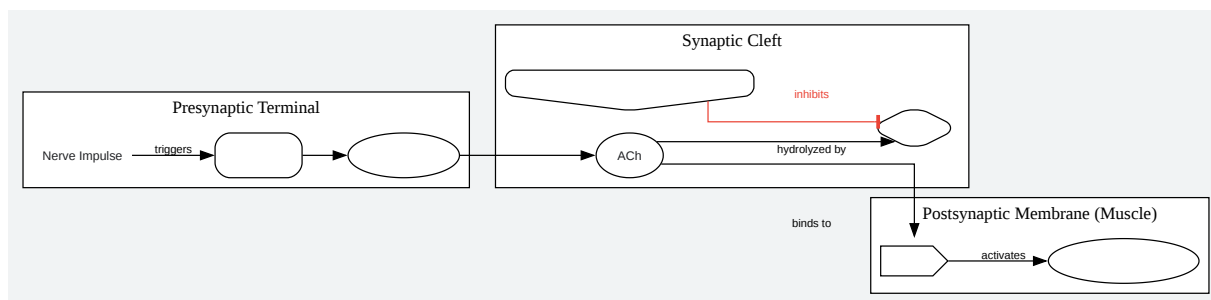 Synaptic Cleft
inhibits
Presynaptic Terminal
Nerve Impulse
triggers
ACh
hydrolyzed by
Postsynaptic Membrane (Muscle)
binds to
activates